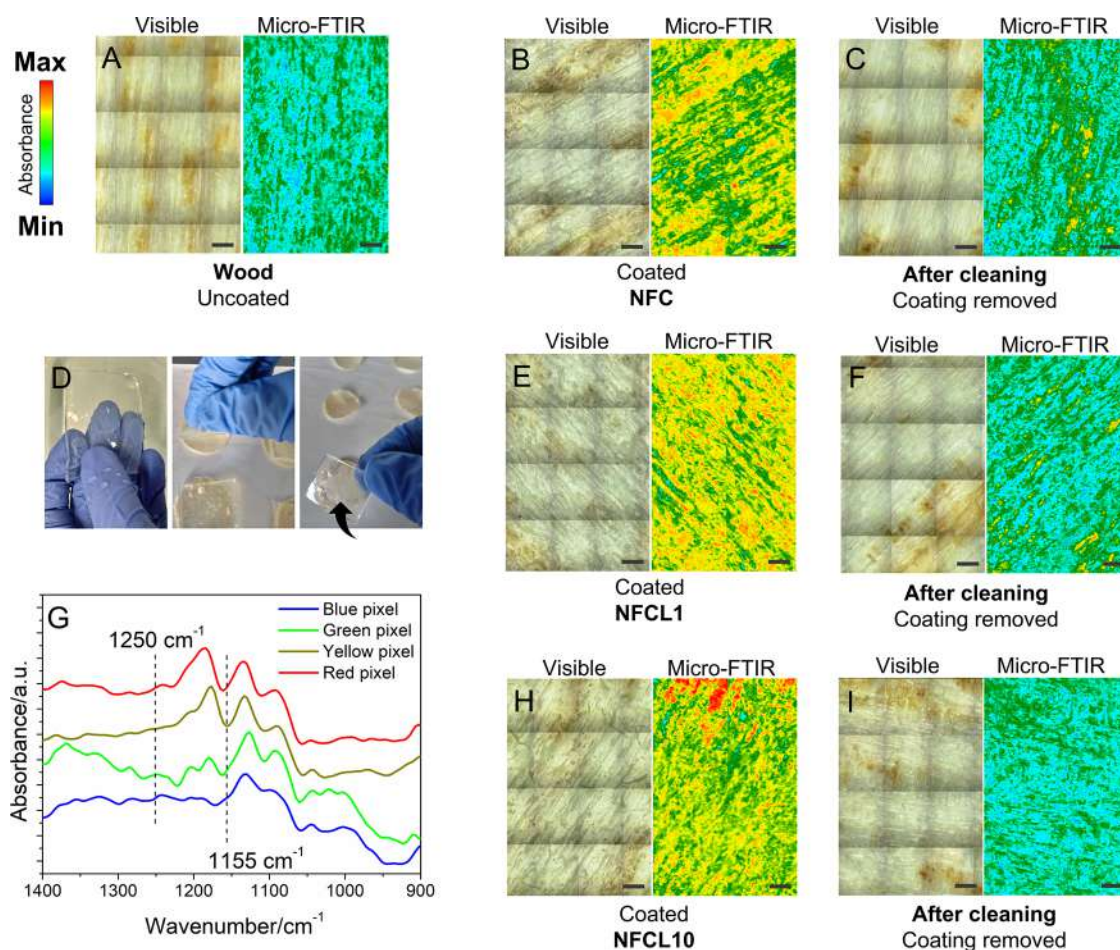 Visible Micro-FTIR
A
Max
Absorbance
Min
Wood
Uncoated
Visible Micro-FTIR
B
Coated
NFC
Visible Micro-FTIR
C
After cleaning
Coating removed
D
Visible Micro-FTIR
E
Coated
NFCL1
Visible Micro-FTIR
F
After cleaning
Coating removed
G
1250 cm⁻¹
Blue pixel
Green pixel
Yellow pixel
Red pixel
1155 cm⁻¹
Absorbance/a.u.
1400 1300 1200 1100 1000 900
Wavenumber/cm⁻¹
Visible Micro-FTIR
H
Coated
NFCL10
Visible Micro-FTIR
I
After cleaning
Coating removed